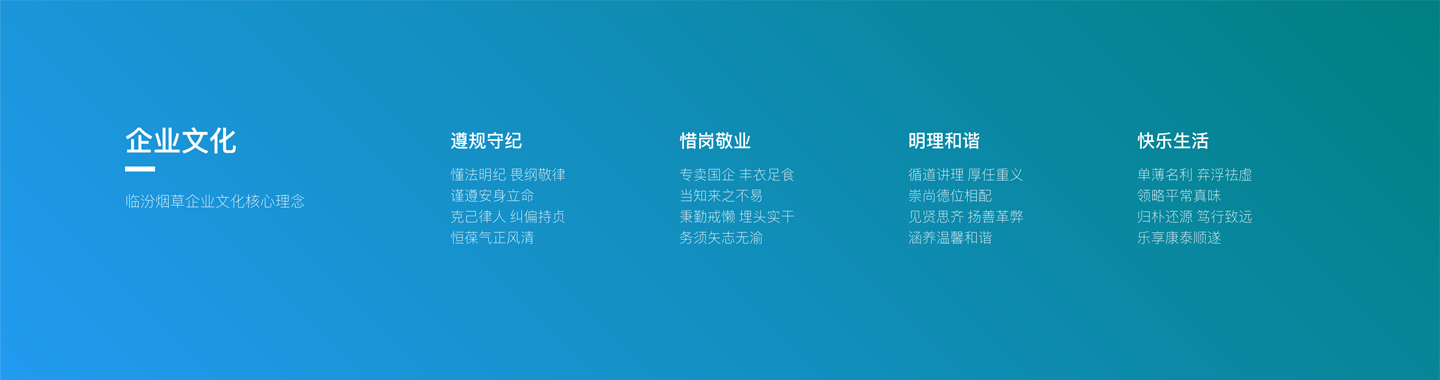 企业文化
临汾烟草企业文化核心理念
遵规守纪
懂法明纪 畏纲敬律
谨遵安身立命
克己律人 纠偏持贞
恒葆气正风清
惜岗敬业
专卖国企 丰衣足食
当知来之不易
秉勤戒懒 埋头实干
务须矢志无渝
明理和谐
循道讲理 厚任重义
崇尚德位相配
见贤思齐 扬善革弊
涵养温馨和谐
快乐生活
单薄名利 弃浮祛虚
领略平常真味
归朴还源 笃行致远
乐享康泰顺遂